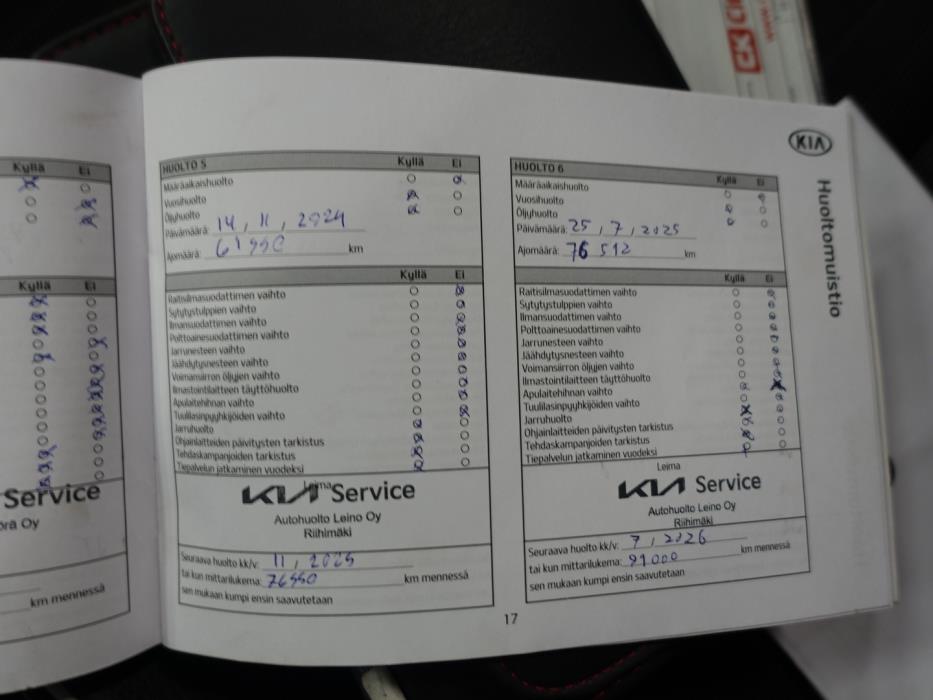 CK
www.
KIA
Huoltomuistio
Kyllä Ei
Kyllä Ei
Service
örä Oy
km mennessä
HUOLTO 5 Kyllä Ei
Määräaikaishuolto
Vuosihuolto
Öljyhuolto
Päivämäärä: 14, 11, 2024
Ajomäärä: km
Kyllä Ei
Raitisilmasuodattimen vaihto
Sytytystulppien vaihto
Ilmansuodattimen vaihto
Polttoainesuodattimen vaihto
Jarrunesteen vaihto
Jäähdytysnesteen vaihto
Voimansiirron öljyjen vaihto
Ilmastointilaitteen täyttöhuolto
Apulaitehihnan vaihto
Tuulilasinpyyhkijöiden vaihto
Jarruhuolto
Ohjainlaitteiden päivitysten tarkistus
Tehdaskampanjoiden tarkistus
Tiepalvelun jatkaminen vuodeksi
Leima
KIA Service
Autohuolto Leino Oy
Riihimäki
Seuraava huolto kk/v: 11, 2025
tai kun mittarilukema: km mennessä
sen mukaan kumpi ensin saavutetaan
HUOLTO 6 Kyllä Ei
Määräaikaishuolto
Vuosihuolto
Öljyhuolto
Päivämäärä: 25, 7, 2025
Ajomäärä: 76 512 km
Kyllä Ei
Raitisilmasuodattimen vaihto
Sytytystulppien vaihto
Ilmansuodattimen vaihto
Polttoainesuodattimen vaihto
Jarrunesteen vaihto
Jäähdytysnesteen vaihto
Voimansiirron öljyjen vaihto
Ilmastointilaitteen täyttöhuolto
Apulaitehihnan vaihto
Tuulilasinpyyhkijöiden vaihto
Jarruhuolto
Ohjainlaitteiden päivitysten tarkistus
Tehdaskampanjoiden tarkistus
Tiepalvelun jatkaminen vuodeksi
Leima
KIA Service
Autohuolto Leino Oy
Riihimäki
Seuraava huolto kk/v: 7, 2026
tai kun mittarilukema: 91000 km mennessä
sen mukaan kumpi ensin saavutetaan
17